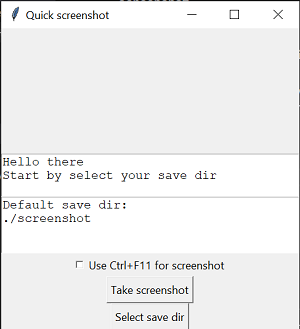 Quick screenshot
Hello there
Start by select your save dir
Default save dir:
./screenshot
Use Ctrl+F11 for screenshot
Take screenshot
Select save dir